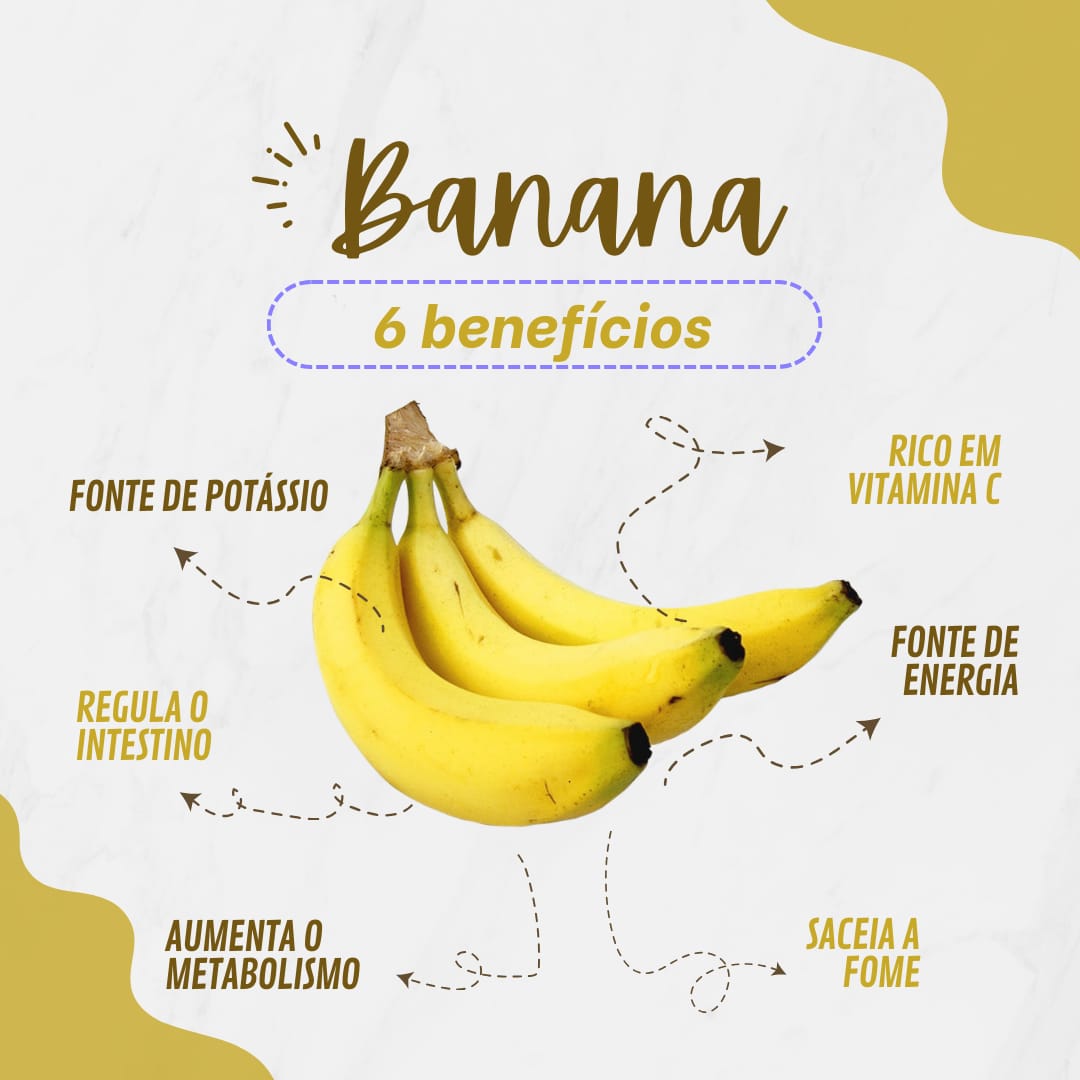 Banana
6 benefícios
FONTE DE POTÁSSIO
RICO EM
VITAMINA C
FONTE DE
ENERGIA
REGULA O
INTESTINO
AUMENTA O
METABOLISMO
SACEIA A
FOME